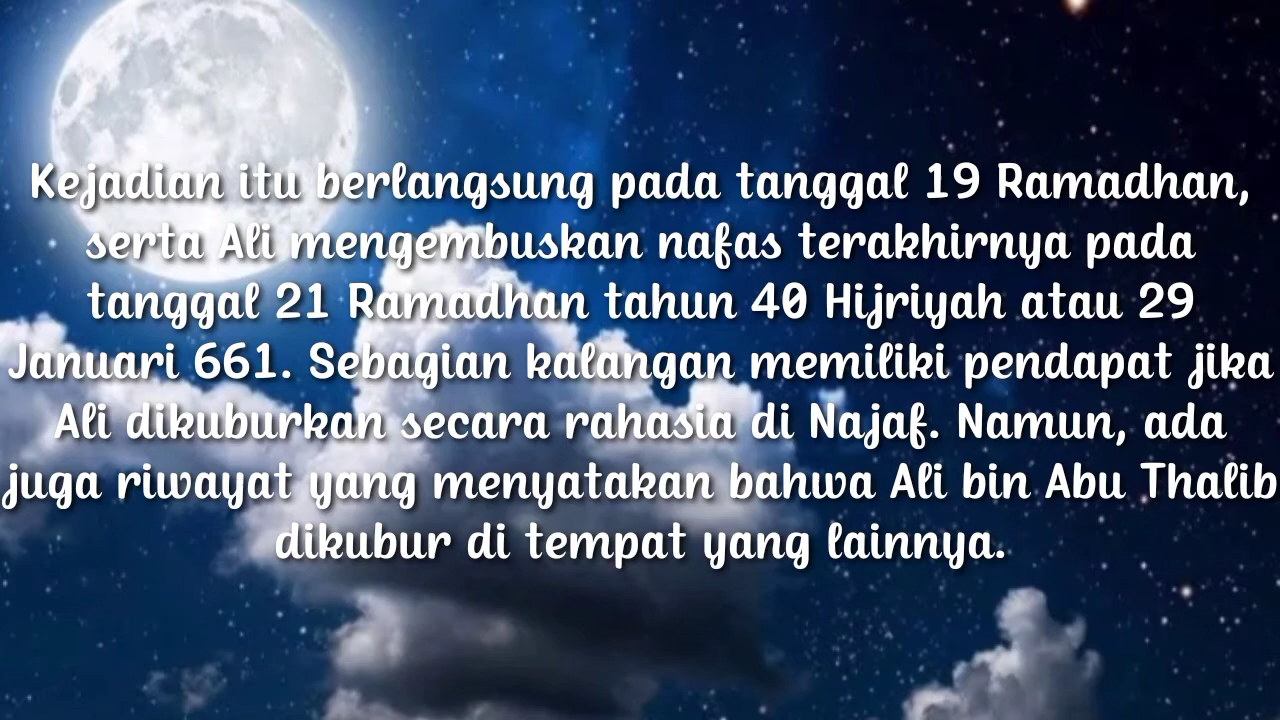 Kejadian itu berlangsung pada tanggal 19 Ramadhan,
serta Ali mengembuskan nafas terakhirnya pada
tanggal 21 Ramadhan tahun 40 Hijriyah atau 29
Januari 661. Sebagian kalangan memiliki pendapat jika
Ali dikuburkan secara rahasia di Najaf. Namun, ada
juga riwayat yang menyatakan bahwa Ali bin Abu Thalib
dikubur di tempat yang lainnya.